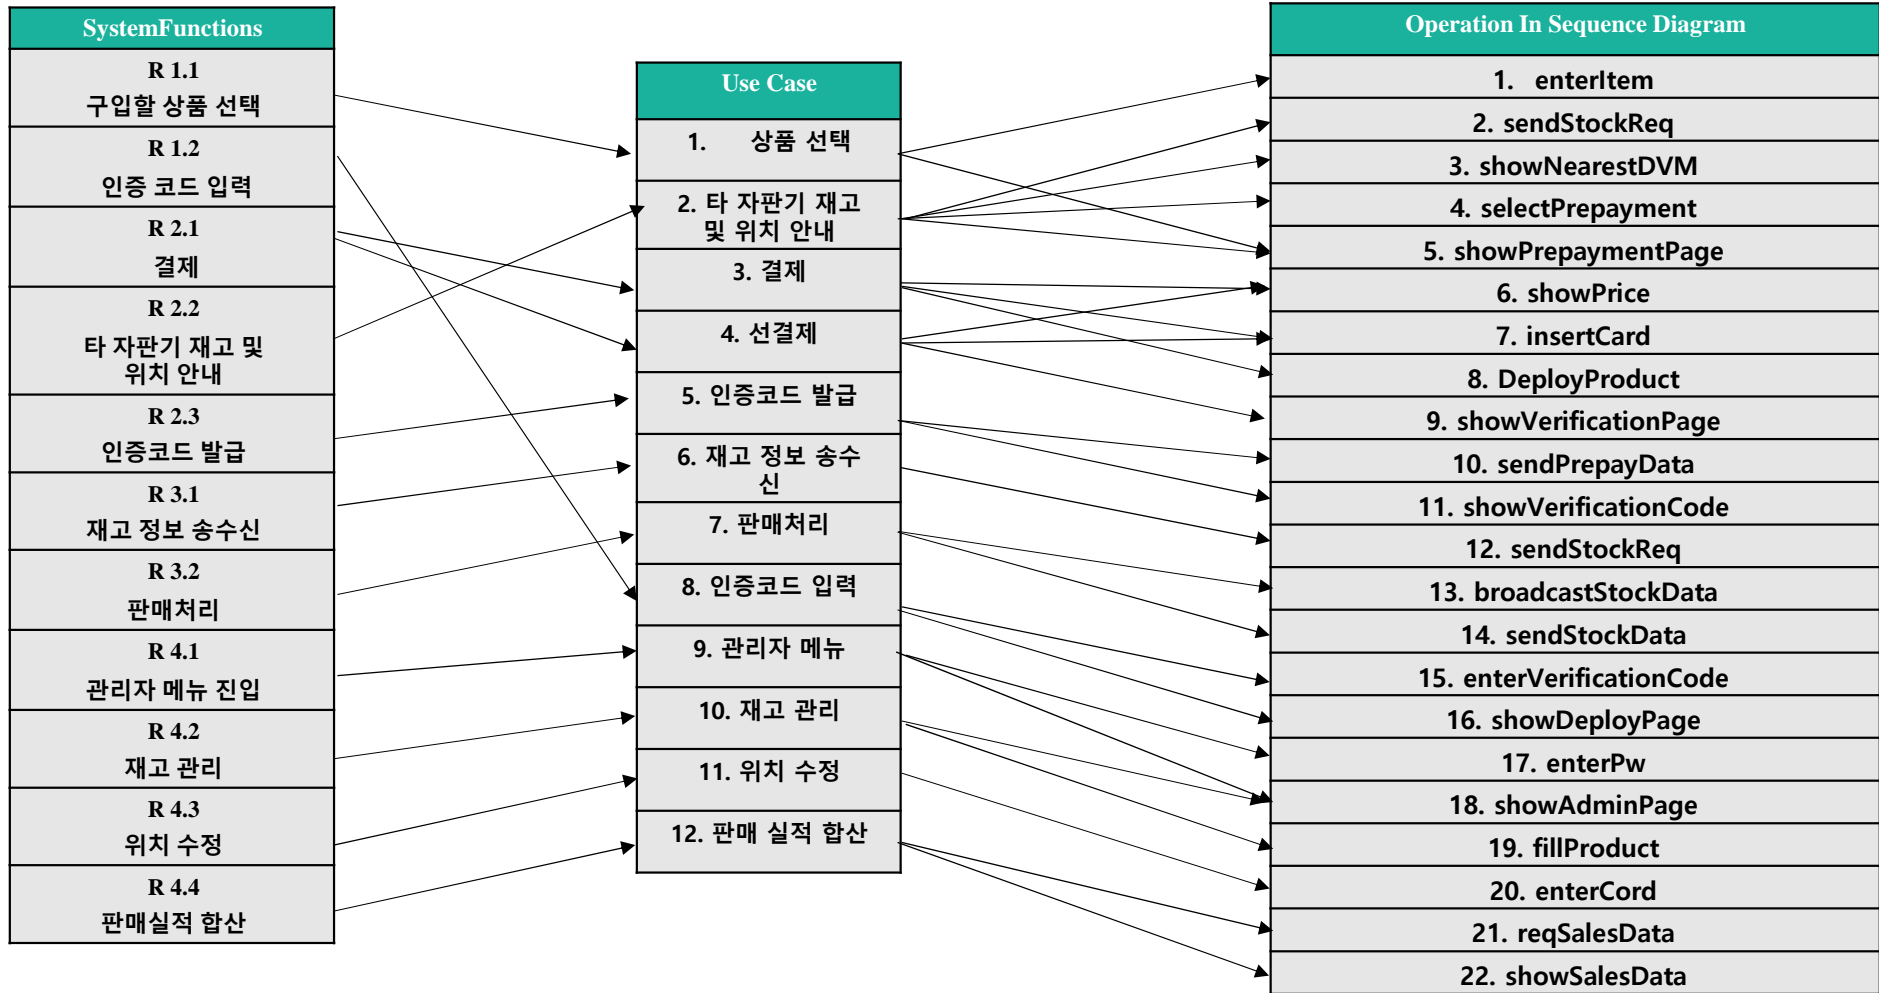 SystemFunctions
R 1.1
구입할 상품 선택
R 1.2
인증 코드 입력
R 2.1
결제
R 2.2
타 자판기 재고 및
위치 안내
R 2.3
인증코드 발급
R 3.1
재고 정보 송수신
R 3.2
판매처리
R 4.1
관리자 메뉴 진입
R 4.2
재고 관리
R 4.3
위치 수정
R 4.4
판매실적 합산
Use Case
1. 상품 선택
2. 타 자판기 재고
및 위치 안내
3. 결제
4. 선결제
5. 인증코드 발급
6. 재고 정보 송수
신
7. 판매처리
8. 인증코드 입력
9. 관리자 메뉴
10. 재고 관리
11. 위치 수정
12. 판매 실적 합산
Operation In Sequence Diagram
1. enterItem
2. sendStockReq
3. showNearestDVM
4. selectPrepayment
5. showPrepaymentPage
6. showPrice
7. insertCard
8. DeployProduct
9. showVerificationPage
10. sendPrepayData
11. showVerificationCode
12. sendStockReq
13. broadcastStockData
14. sendStockData
15. enterVerificationCode
16. showDeployPage
17. enterPw
18. showAdminPage
19. fillProduct
20. enterCord
21. reqSalesData
22. showSalesData